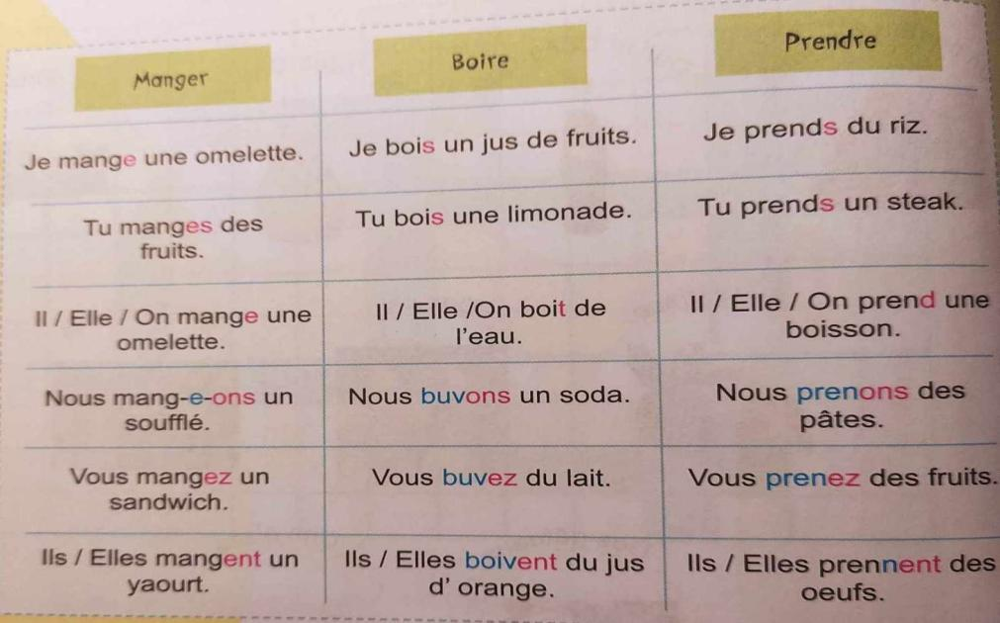 Manger
Boire
Prendre
Je mange une omelette.
Je bois un jus de fruits.
Je prends du riz.
Tu manges des
fruits.
Tu bois une limonade.
Tu prends un steak.
Il / Elle / On mange une
omelette.
Il / Elle /On boit de
l'eau.
Il / Elle / On prend une
boisson.
Nous mang-e-ons un
soufflé.
Nous buvons un soda.
Nous prenons des
pâtes.
Vous mangez un
sandwich.
Vous buvez du lait.
Vous prenez des fruits.
Ils / Elles mangent un
yaourt.
Ils / Elles boivent du jus
d' orange.
Ils / Elles prennent des
oeufs.